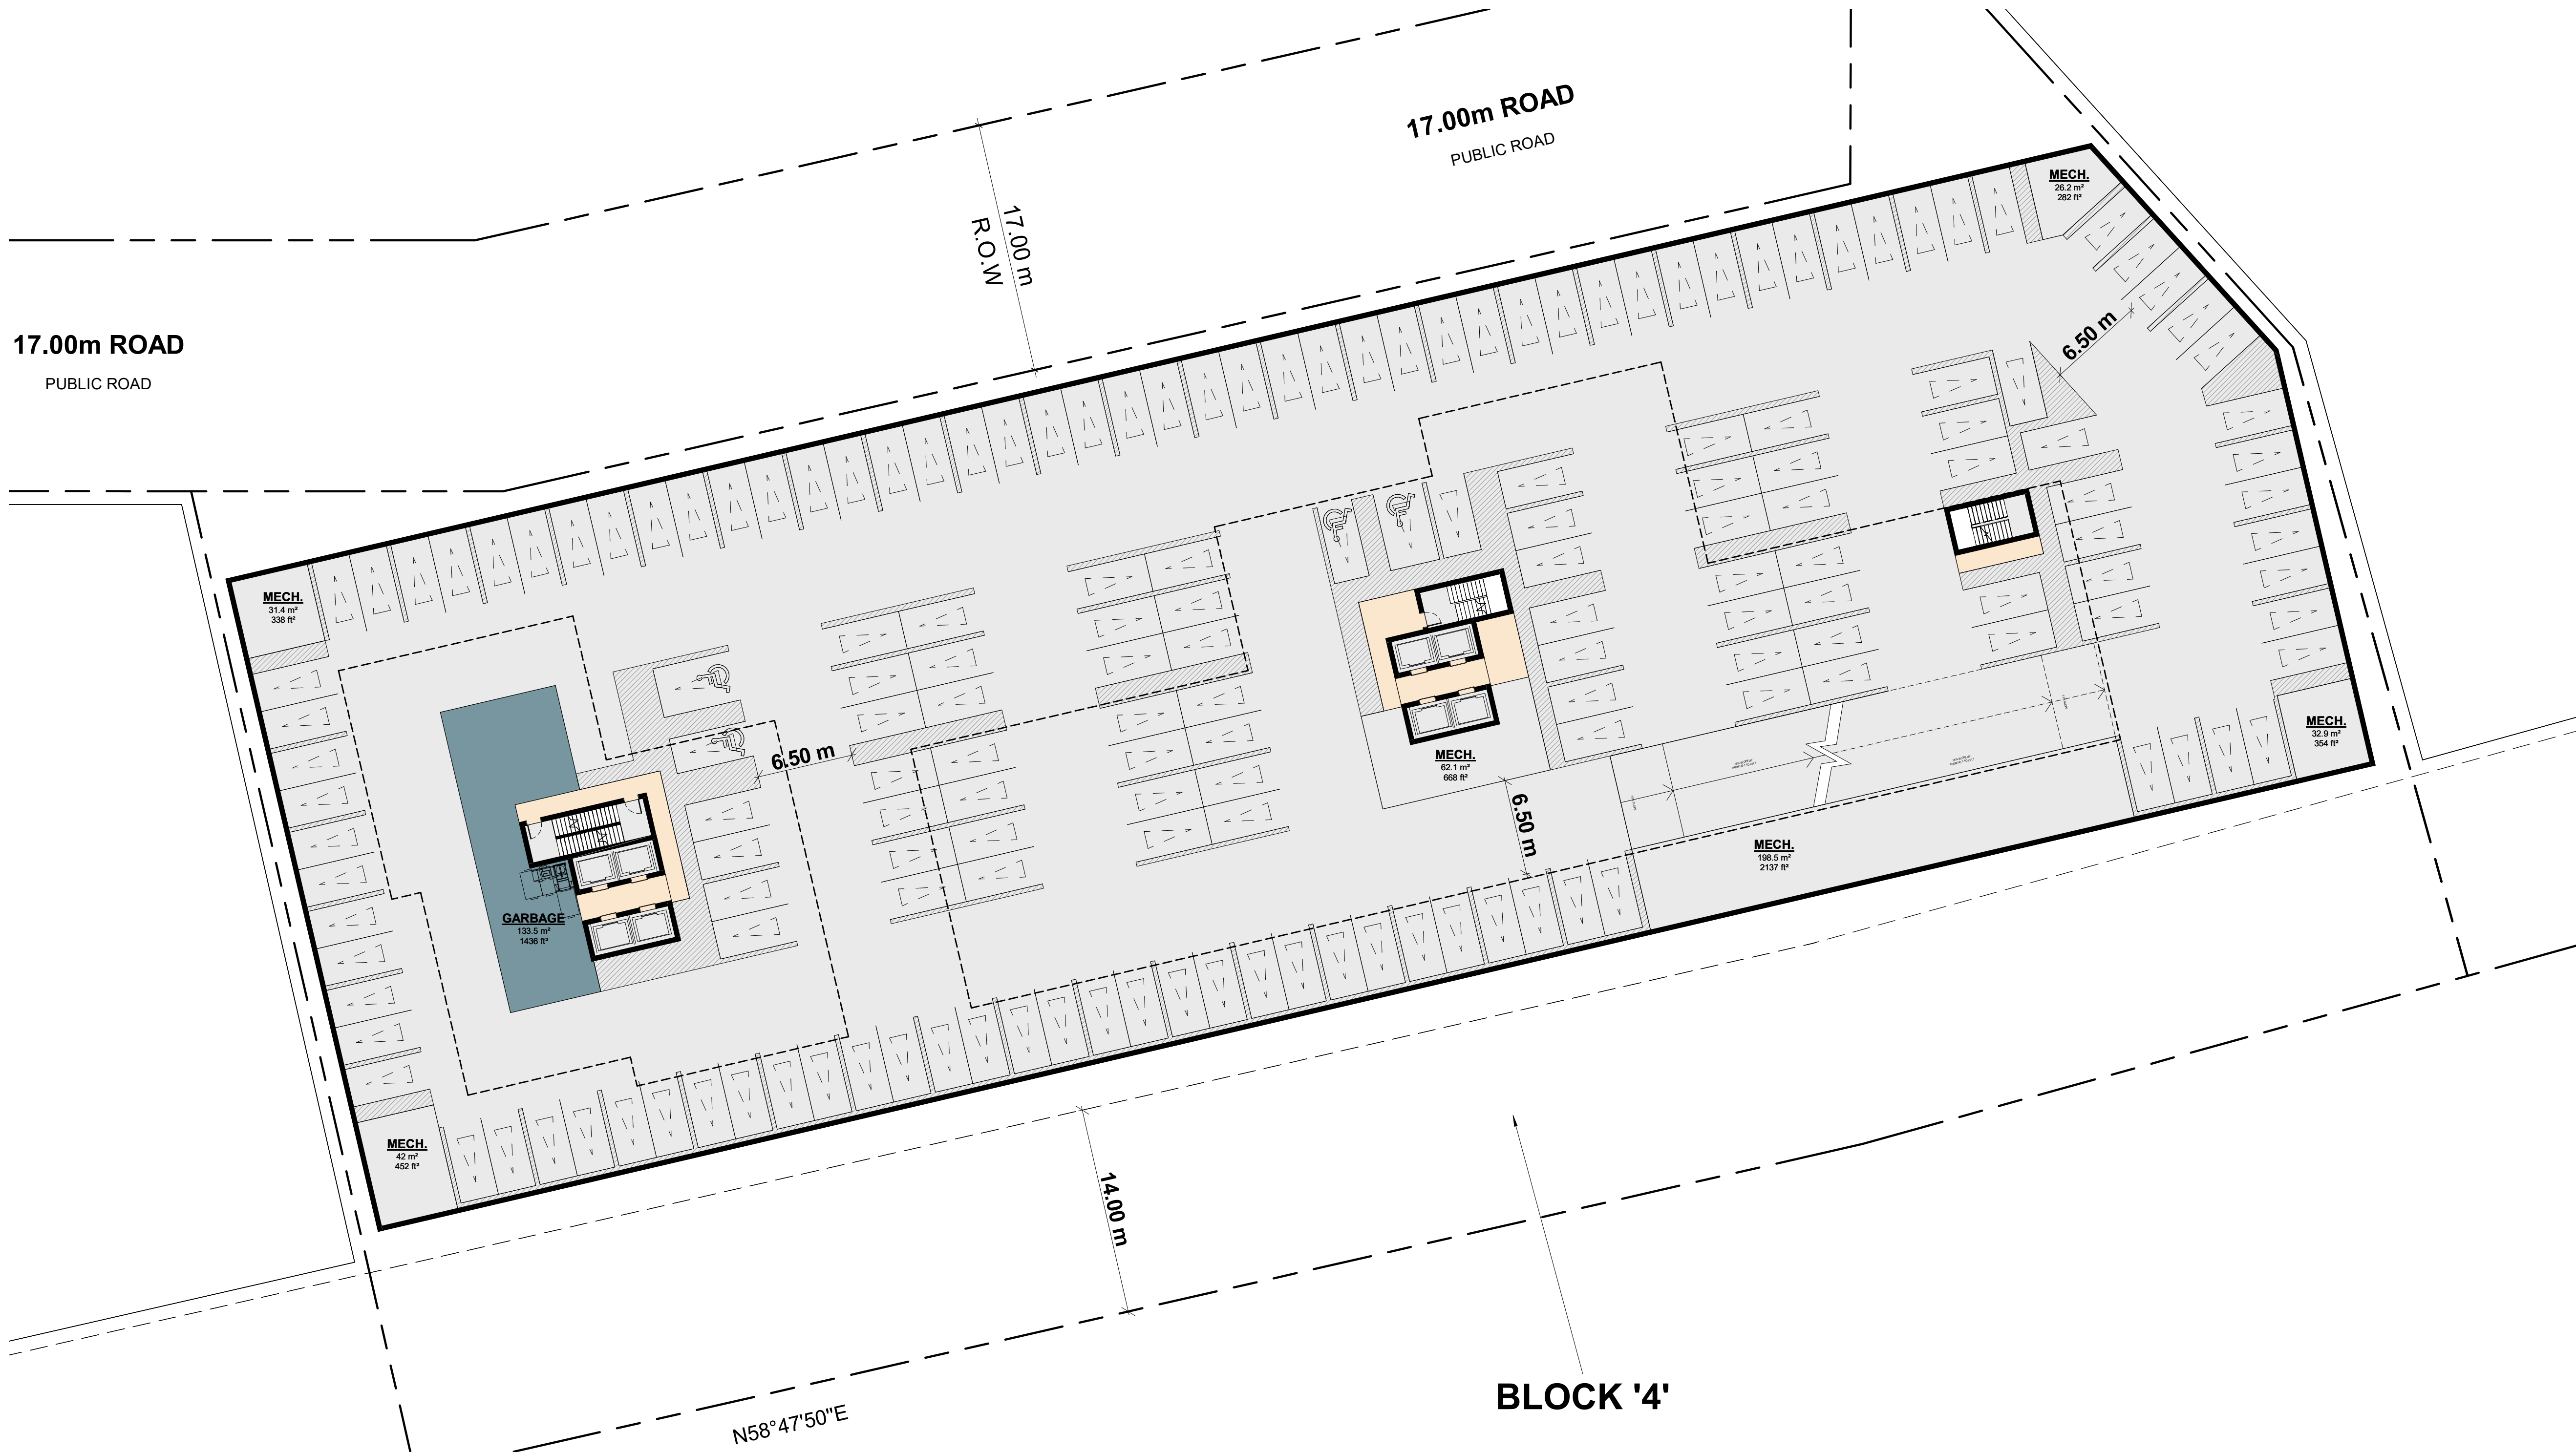 17.00m ROAD
PUBLIC ROAD
17.00 m
R.O.W
17.00m ROAD
PUBLIC ROAD
MECH.
26.2 m²
282 ft²
6.50 m
MECH.
31.4 m²
338 ft²
6.50 m
MECH.
62.1 m²
668 ft²
6.50 m
MECH.
32.9 m²
354 ft²
MECH.
198.5 m²
2137 ft²
GARBAGE
133.5 m²
1436 ft²
MECH.
42 m²
452 ft²
14.00 m
BLOCK '4'
N58°47'50"E